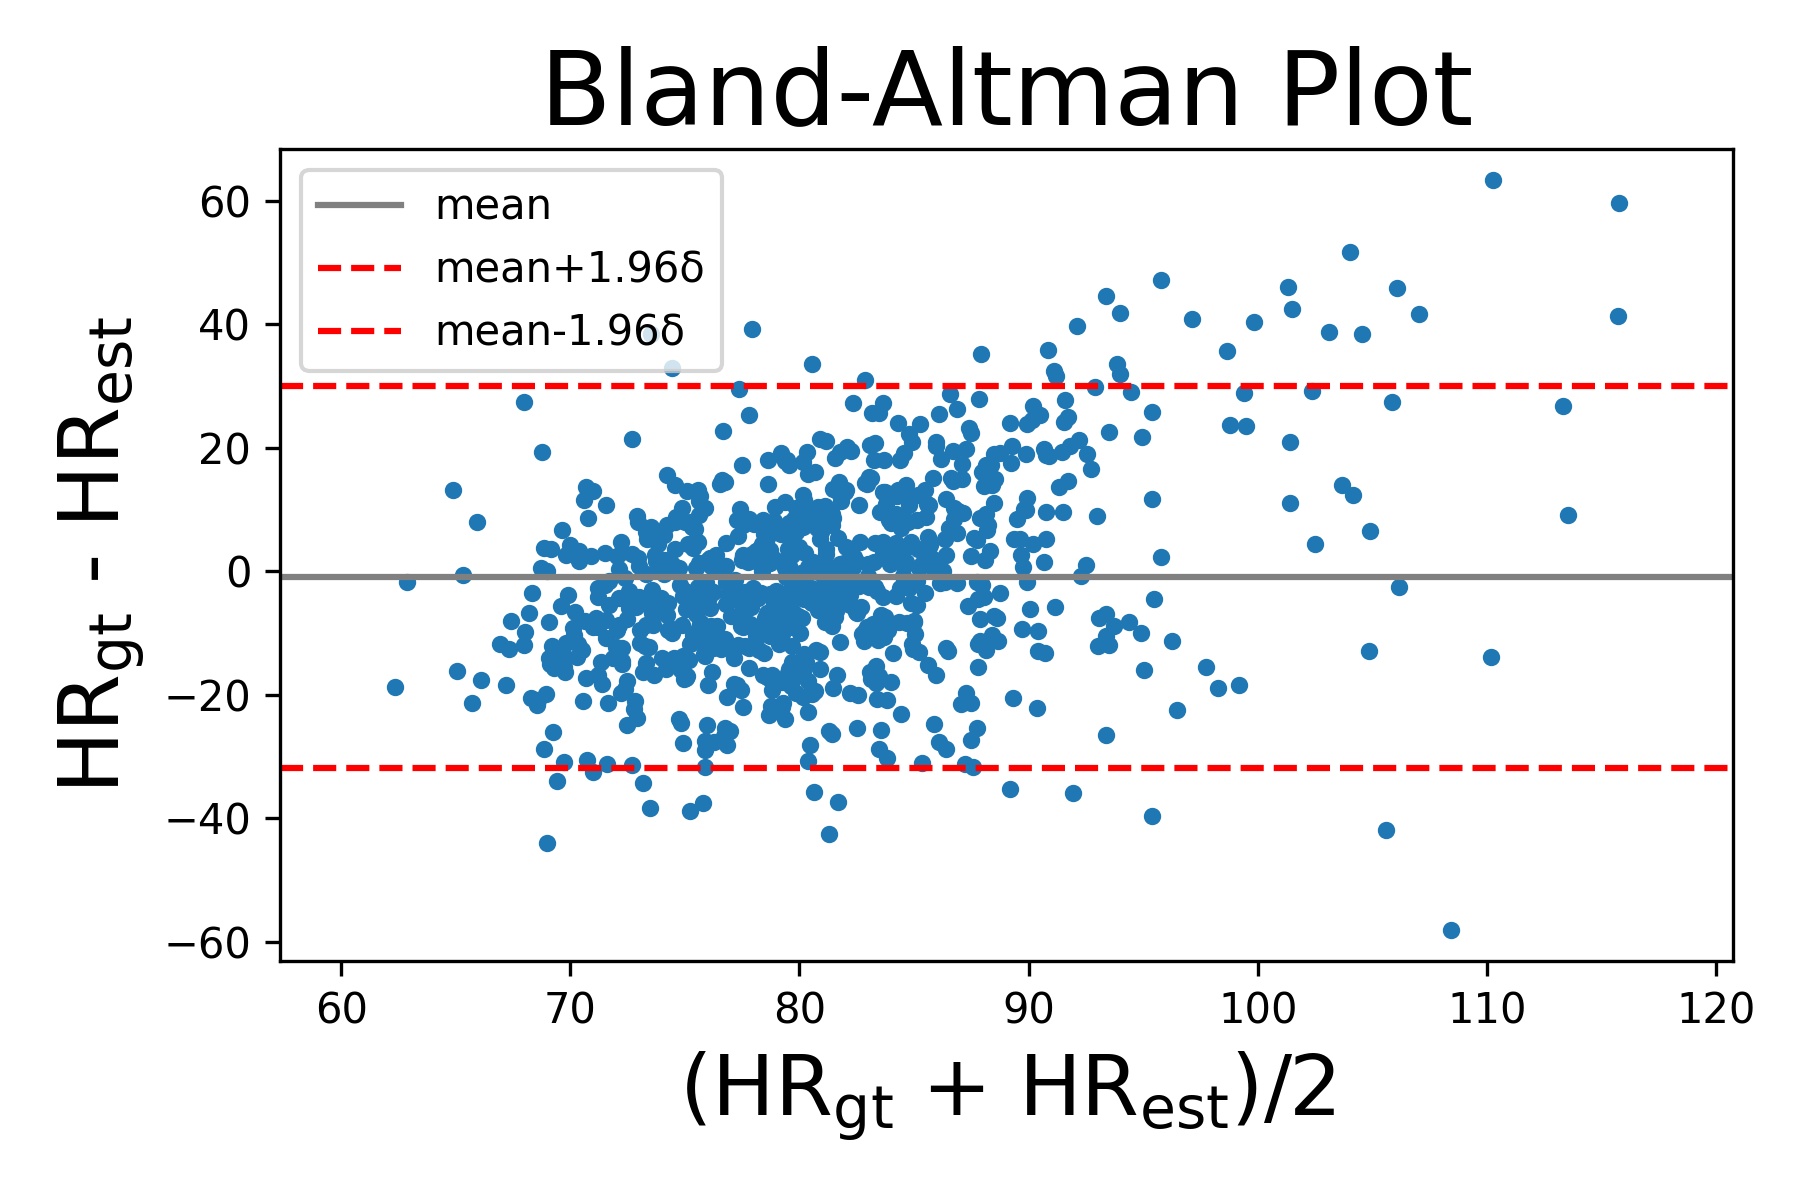 Bland-Altman Plot
mean
mean+1.96δ
mean-1.96δ
HRgt - HRest
60
40
20
0
−20
−40
−60
60 70 80 90 100 110 120
(HRgt + HRest)/2